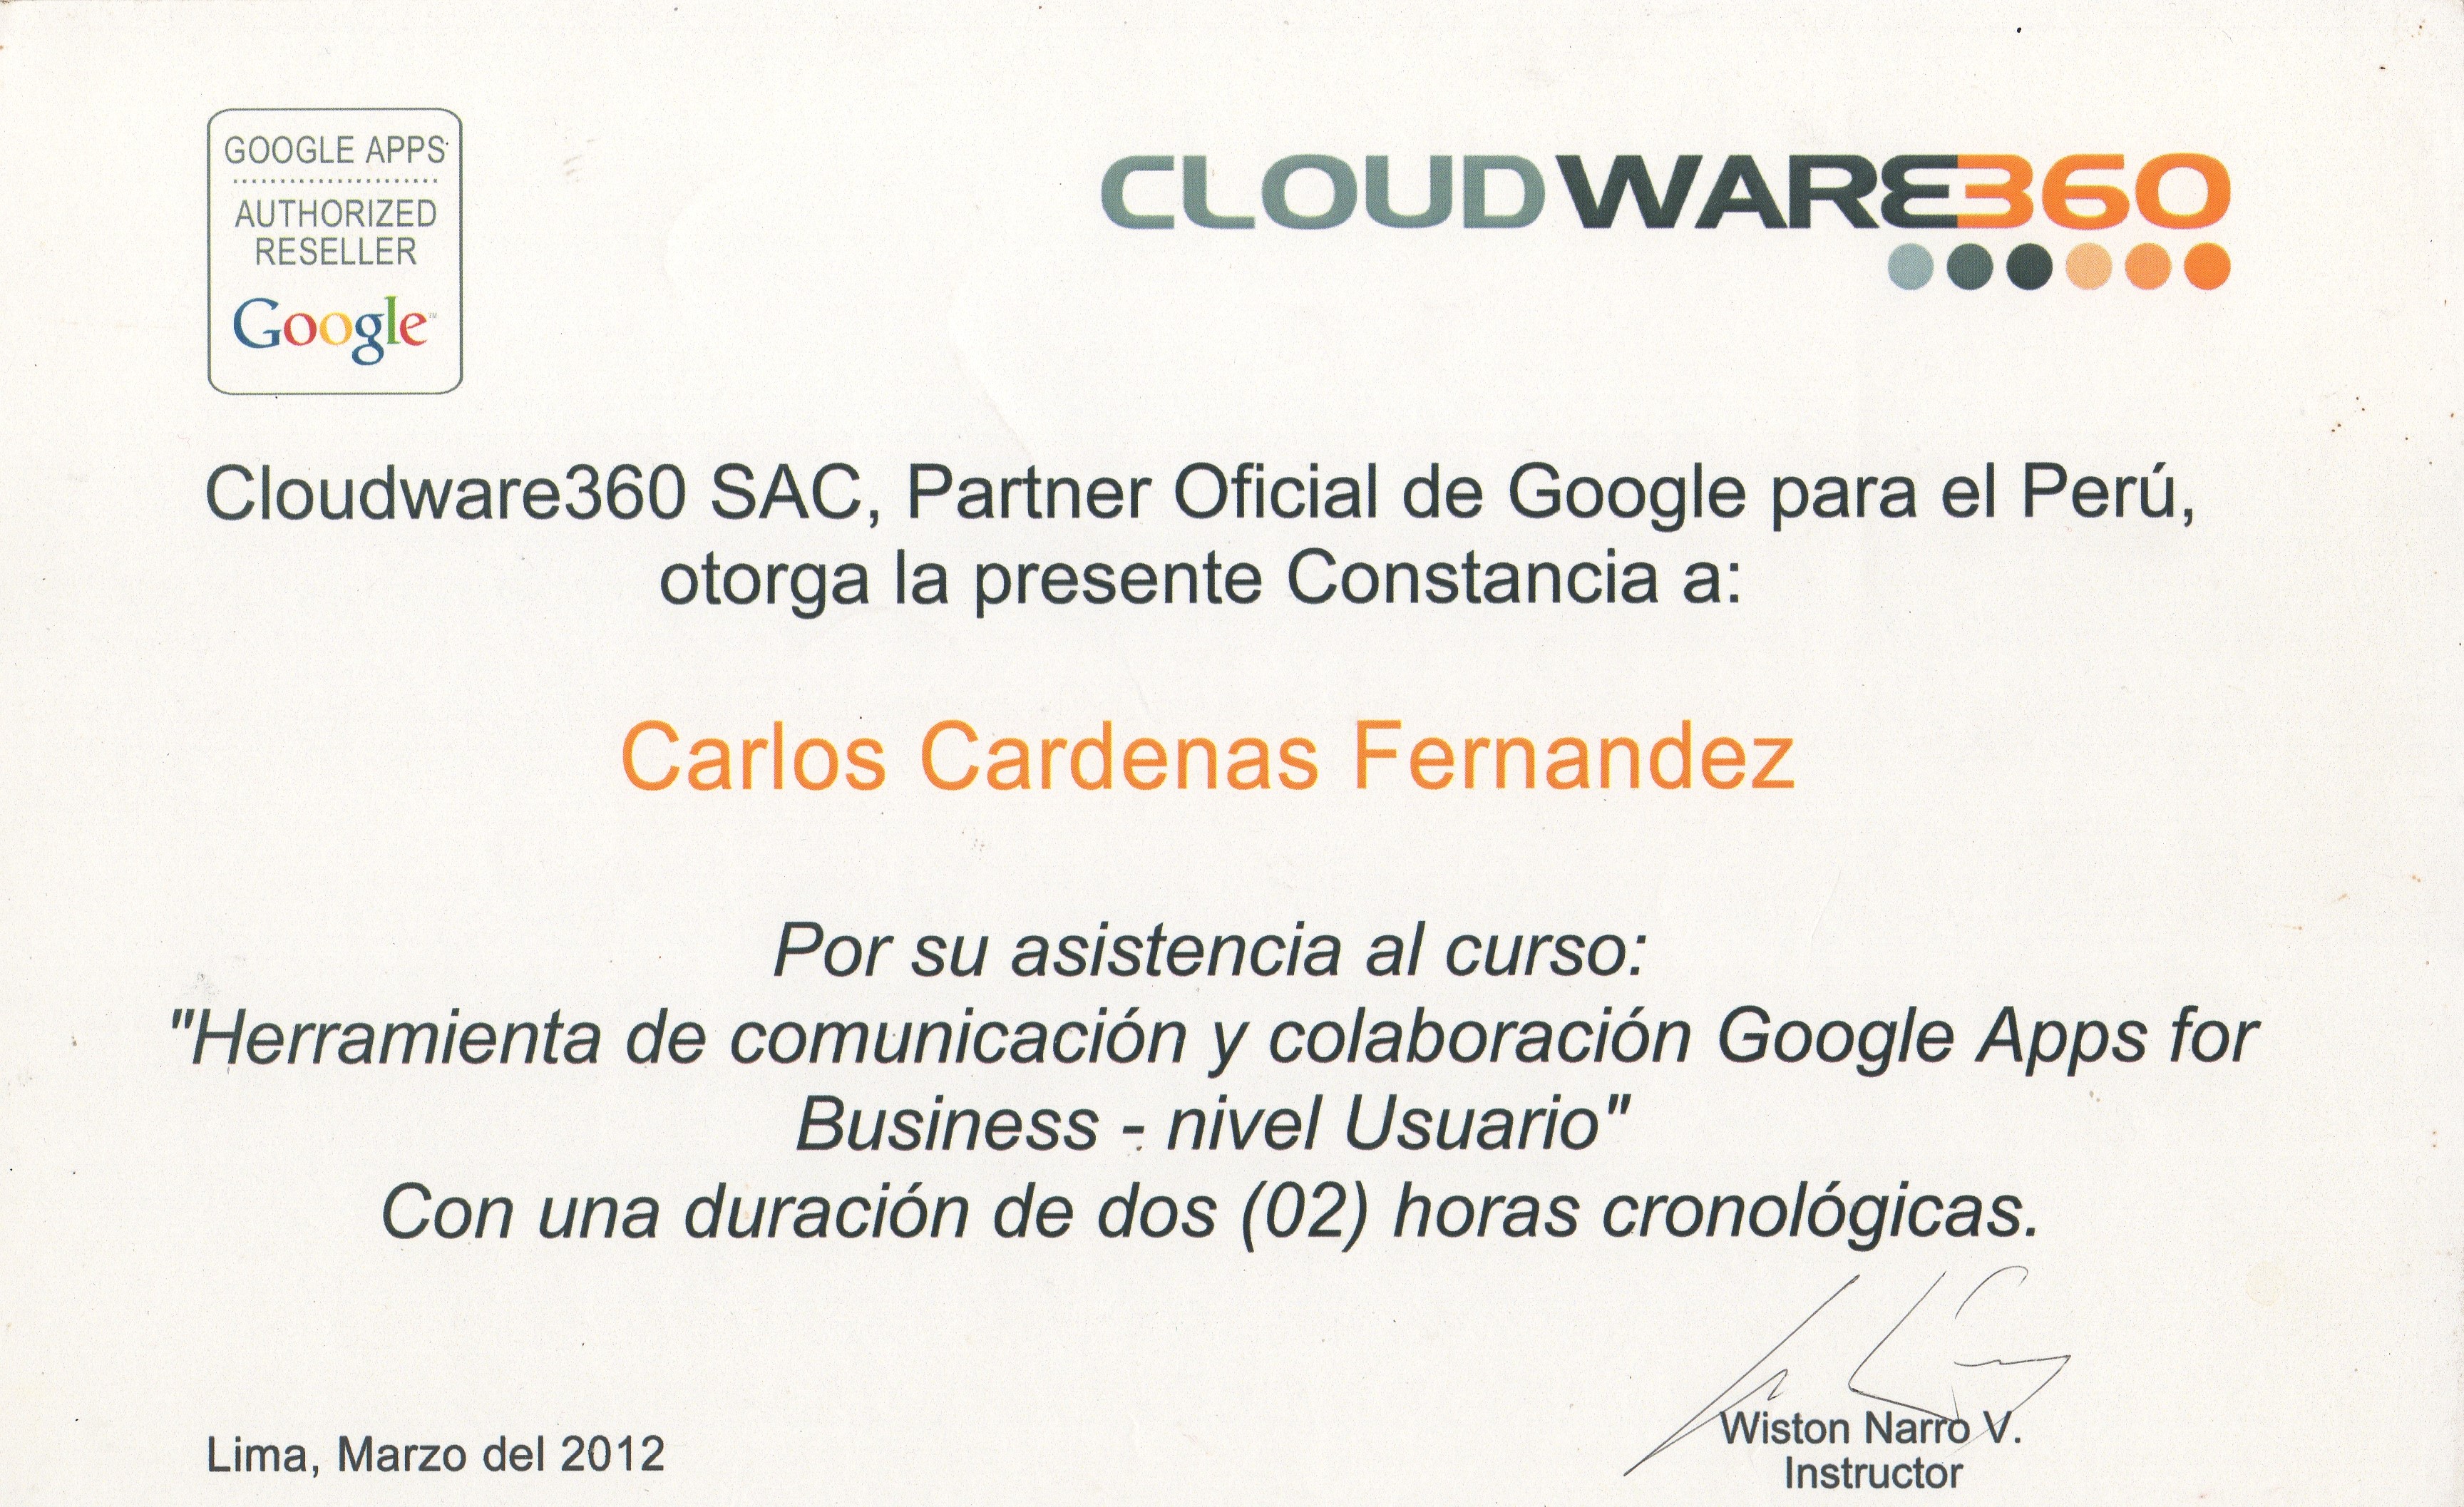 GOOGLE APPS
AUTHORIZED
RESELLER
Google™
CLOUDWARE360
Cloudware360 SAC, Partner Oficial de Google para el Perú,
otorga la presente Constancia a:
Carlos Cardenas Fernandez
Por su asistencia al curso:
"Herramienta de comunicación y colaboración Google Apps for
Business - nivel Usuario"
Con una duración de dos (02) horas cronológicas.
Lima, Marzo del 2012
Wiston Narro V.
Instructor